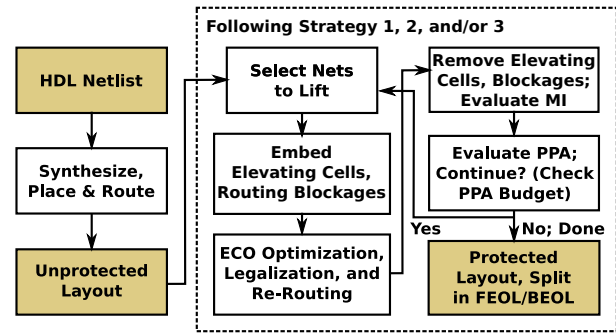 Following Strategy 1, 2, and/or 3
HDL Netlist
Synthesize,
Place & Route
Unprotected
Layout
Select Nets
to Lift
Embed
Elevating Cells,
Routing Blockages
ECO Optimization,
Legalization, and
Re-Routing
Remove Elevating
Cells, Blockages;
Evaluate MI
Evaluate PPA;
Continue? (Check
PPA Budget)
Yes
No; Done
Protected
Layout, Split
in FEOL/BEOL